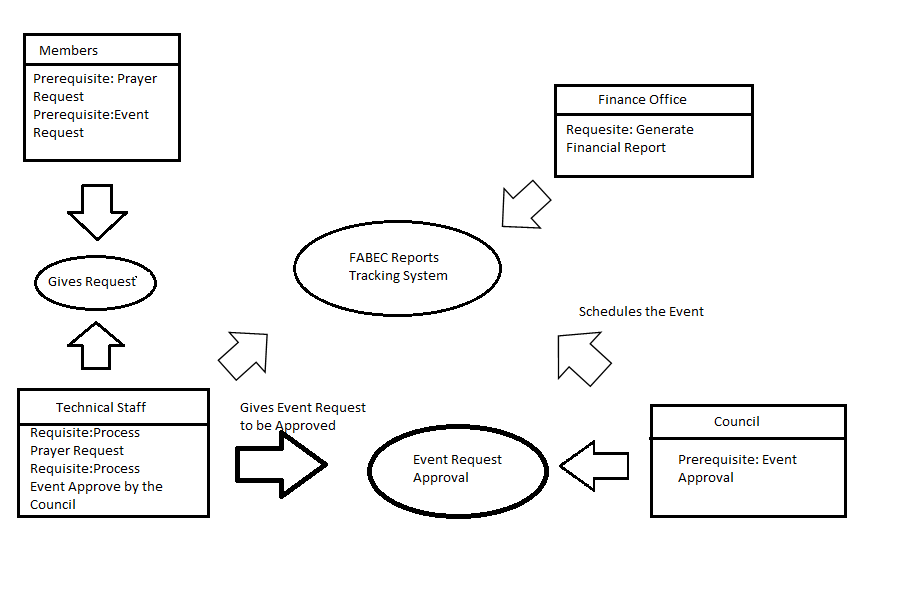 Members
Prerequisite: Prayer
Request
Prerequisite:Event
Request
Finance Office
Requesite: Generate
Financial Report
FABEC Reports
Tracking System
Gives Request`
Schedules the Event
Technical Staff
Requisite:Process
Prayer Request
Requisite:Process
Event Approve by the
Council
Gives Event Request
to be Approved
Event Request
Approval
Council
Prerequisite: Event
Approval